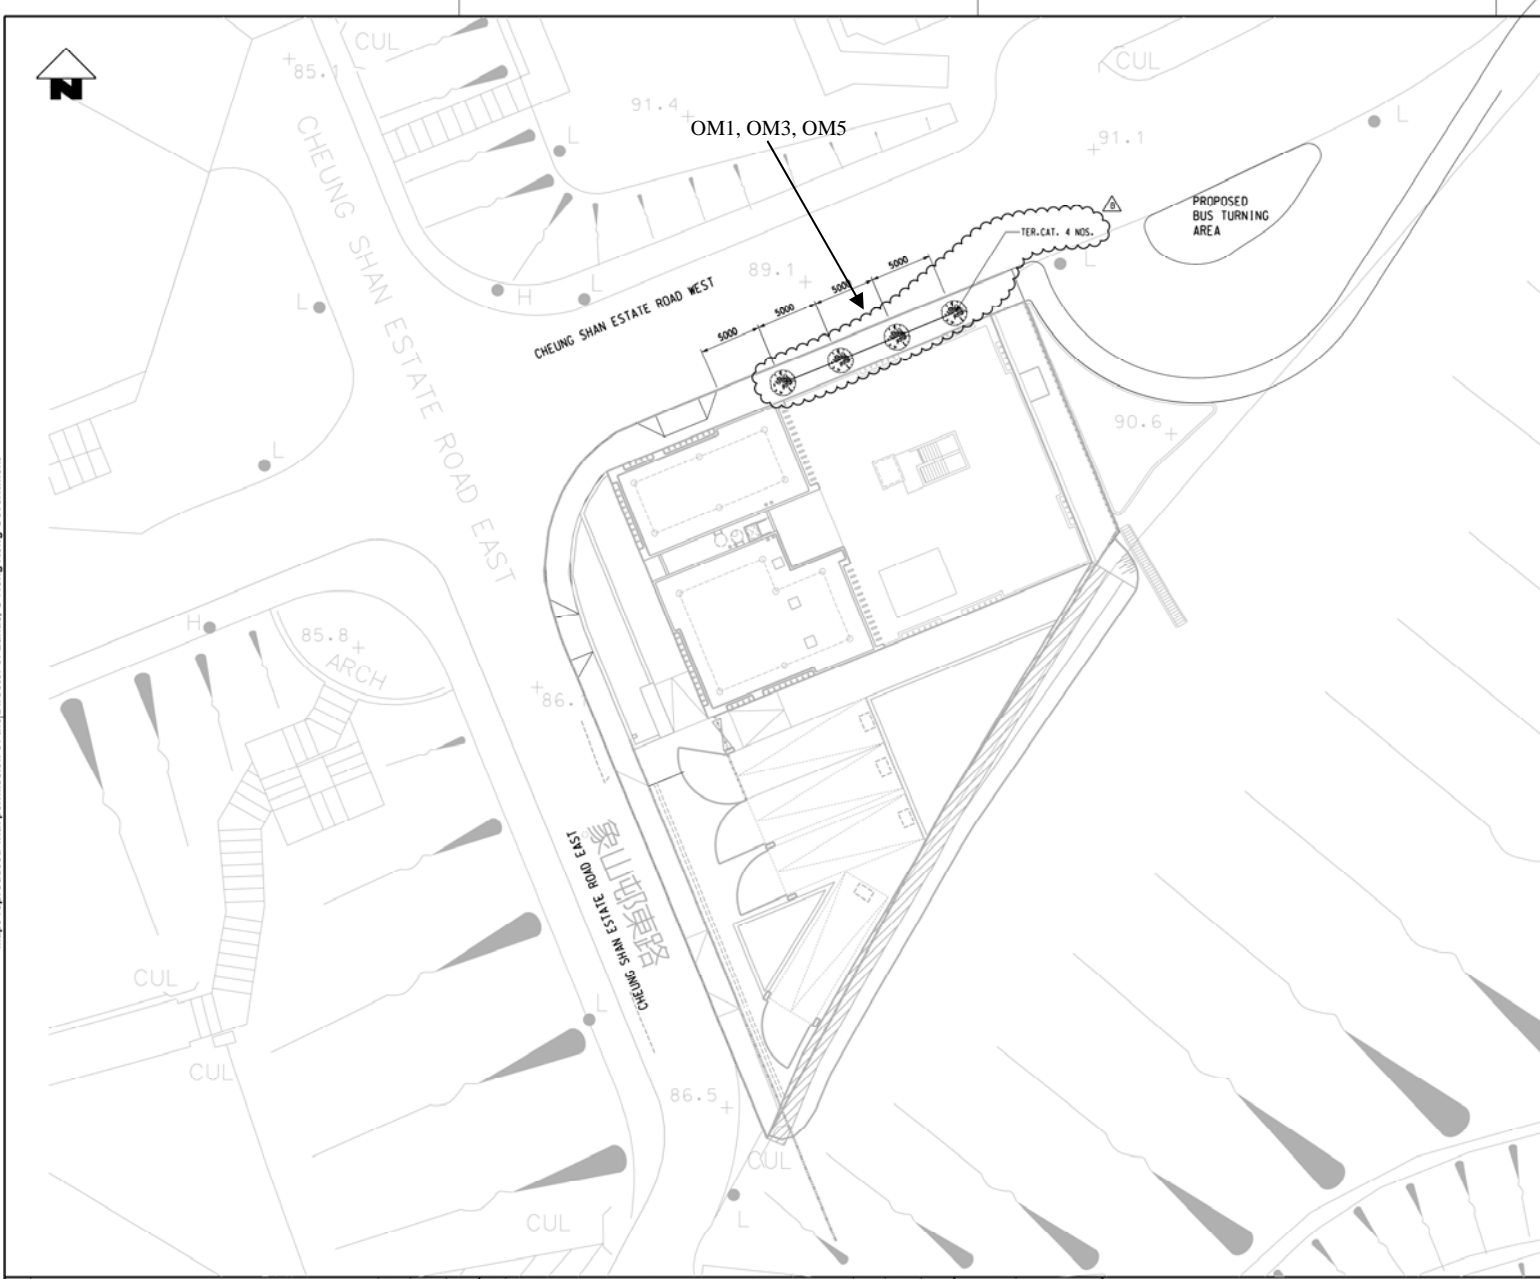 N
CUL
CUL
85.1
91.4
OM1, OM3, OM5
L
L
91.1
CHEUNG SHAN ESTATE ROAD EAST
PROPOSED
BUS TURNING
AREA
TER.CAT. 4 NOS.
L
89.1
5000
5000
5000
5000
CHEUNG SHAN ESTATE ROAD WEST
L
H
L
90.6
L
H
85.8
ARCH
86.1
象山邨東路
CHEUNG SHAN ESTATE ROAD EAST
CUL
L
CUL
86.5
CUL
L
CUL